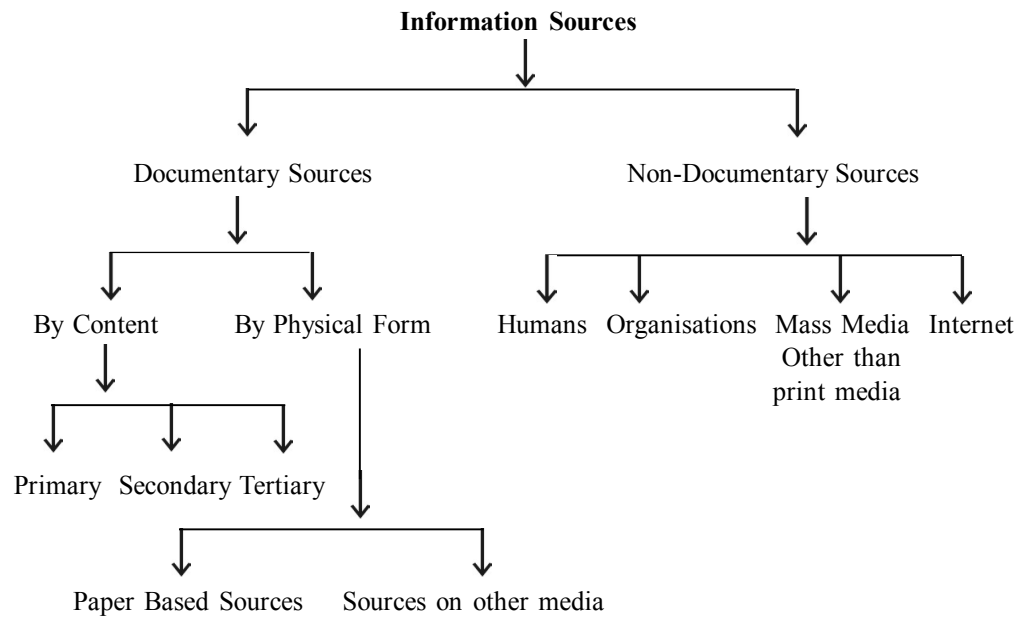 Information Sources
Documentary Sources
Non-Documentary Sources
By Content
By Physical Form
Humans
Organisations
Mass Media
Other than
print media
Internet
Primary
Secondary
Tertiary
Paper Based Sources
Sources on other media